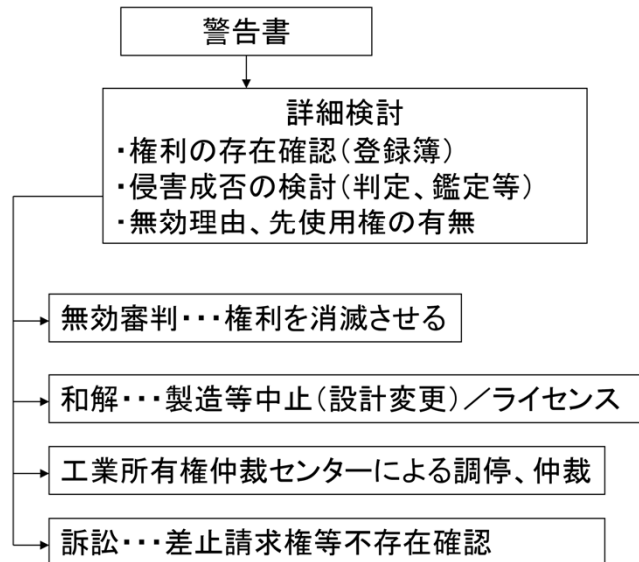 警告書
詳細検討
・権利の存在確認（登録簿）
・侵害成否の検討（判定、鑑定等）
・無効理由、先使用権の有無
無効審判・・・権利を消滅させる
和解・・・製造等中止（設計変更）／ライセンス
工業所有権仲裁センターによる調停、仲裁
訴訟・・・差止請求権等不存在確認